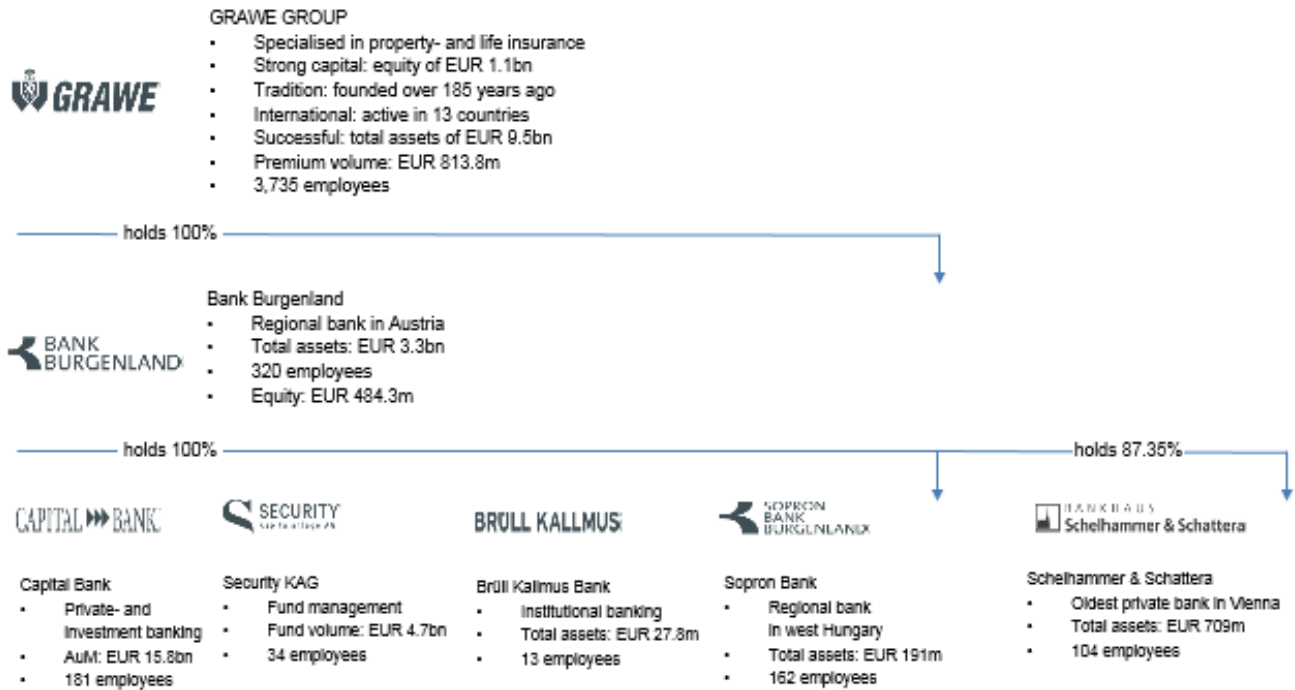 GRAWE GROUP
GRAWE
▪ Specialised in property- and life insurance
▪ Strong capital: equity of EUR 1.1bn
▪ Tradition: founded over 185 years ago
▪ International: active in 13 countries
▪ Successful: total assets of EUR 9.5bn
▪ Premium volume: EUR 813.8m
▪ 3,735 employees
holds 100%
BANK
BURGENLAND
Bank Burgenland
▪ Regional bank in Austria
▪ Total assets: EUR 3.3bn
▪ 320 employees
▪ Equity: EUR 484.3m
holds 100%
holds 87.35%
CAPITAL BANK
Capital Bank
▪ Private- and
investment banking
▪ AuM: EUR 15.8bn
▪ 181 employees
SECURITY
Security KAG
▪ Fund management
▪ Fund volume: EUR 4.7bn
▪ 34 employees
BRÜLL KALLMUS
Brüll Kallmus Bank
▪ Institutional banking
▪ Total assets: EUR 27.8m
▪ 13 employees
SOPRON
BANK
BURGENLAND
Sopron Bank
▪ Regional bank
in west Hungary
▪ Total assets: EUR 191m
▪ 162 employees
BANKHAUS
Schelhammer & Schattera
Schelhammer & Schattera
▪ Oldest private bank in Vienna
▪ Total assets: EUR 709m
▪ 104 employees